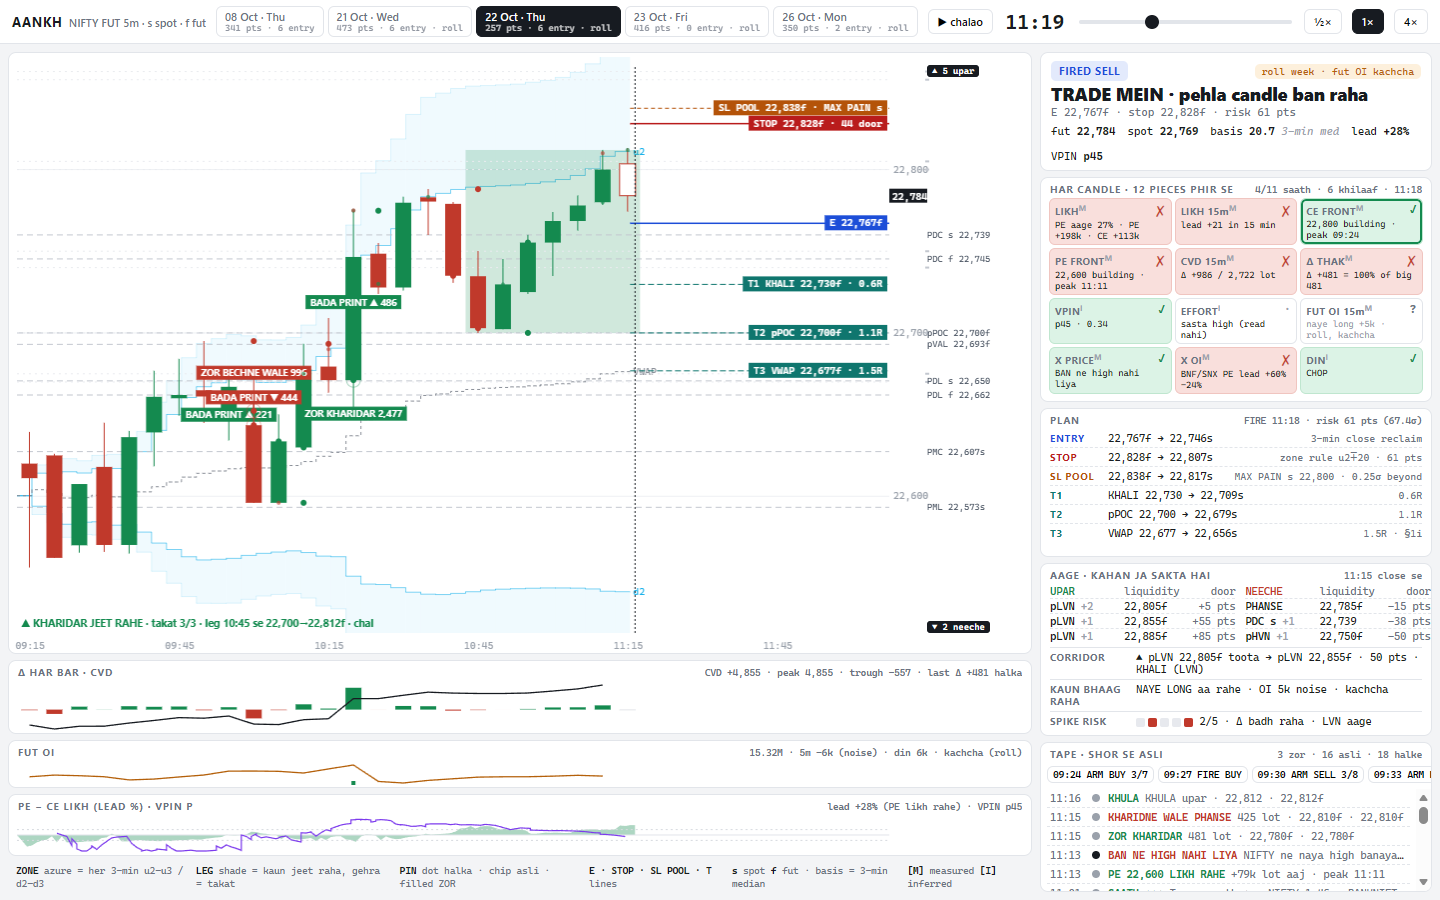 AANKH NIFTY FUT 5m · s spot · f fut
08 Oct · Thu
341 pts · 6 entry
21 Oct · Wed
473 pts · 6 entry · roll
22 Oct · Thu
257 pts · 6 entry · roll
23 Oct · Fri
416 pts · 0 entry · roll
26 Oct · Mon
350 pts · 2 entry · roll
▶ chalao
11:19
½×
1×
4×
▲ 5 upar
SL POOL 22,838f · MAX PAIN s
STOP 22,828f · 44 door
22,800
22,784
E 22,767f
PDC s 22,739
PDC f 22,745
T1 KHALI 22,730f · 0.6R
BADA PRINT ▲ 486
T2 pPOC 22,700f · 1.1R
pPOC 22,700f
pVAL 22,693f
T3 VWAP 22,677f · 1.5R
ZOR BECHNE WALE 996
PDL s 22,650
BADA PRINT ▼ 444
PDL f 22,662
BADA PRINT ▲ 221
ZOR KHARIDAR 2,477
PMC 22,607s
22,600
PML 22,573s
▲ KHARIDAR JEET RAHE · takat 3/3 · leg 10:45 se 22,700→22,812f · chal
▼ 2 neeche
09:15
09:45
10:15
10:45
11:15
11:45
Δ HAR BAR · CVD
CVD +4,855 · peak 4,855 · trough −557 · last Δ +481 halka
FUT OI
15.32M · 5m −6k (noise) · din 6k · kachcha (roll)
PE − CE LIKH (LEAD %) · VPIN P
lead +28% (PE likh rahe) · VPIN p45
ZONE azure = her 3-min u2–u3 /
d2–d3
LEG shade = kaun jeet raha, gehra
= takat
PIN dot halka · chip asli ·
filled ZOR
E · STOP · SL POOL · T
lines
s spot f fut · basis = 3-min
median
[M] measured [I]
inferred
FIRED SELL
roll week · fut OI kachcha
TRADE MEIN · pehla candle ban raha
E 22,767f · stop 22,828f · risk 61 pts
fut 22,784 spot 22,769 basis 20.7 3-min med lead +28%
VPIN p45
HAR CANDLE · 12 PIECES PHIR SE
4/11 saath · 6 khilaaf · 11:18
LIKH M ✗
PE aage 27% · PE
+198k · CE +113k
LIKH 15m M ✗
lead +21 in 15 min
CE FRONT M ✓
22,800 building ·
peak 09:24
PE FRONT M ✗
22,600 building ·
peak 11:11
CVD 15m M ✗
Δ +986 / 2,722 lot
Δ THAK M ✗
Δ +481 = 100% of big
481
VPIN I ✓
p45 · 0.34
EFFORT I ·
sasta high (read
nahi)
FUT OI 15m M ?
naye long +5k ·
roll, kachcha
X PRICE M ✓
BAN ne high nahi
liya
X OI M ✗
BNF/SNX PE lead +60%
−24%
DIN I ✓
CHOP
PLAN
FIRE 11:18 · risk 61 pts (67.4σ)
ENTRY 22,767f → 22,746s 3-min close reclaim
STOP 22,828f → 22,807s zone rule u2+20 · 61 pts
SL POOL 22,838f → 22,817s MAX PAIN s 22,800 · 0.25σ beyond
T1 KHALI 22,730 → 22,709s 0.6R
T2 pPOC 22,700 → 22,679s 1.1R
T3 VWAP 22,677 → 22,656s 1.5R · §1i
AAGE · KAHAN JA SAKTA HAI
11:15 close se
UPAR liquidity door NEECHE liquidity door
pLVN +2 22,805f +5 pts PHANSE 22,785f −15 pts
pLVN +1 22,855f +55 pts PDC s +1 22,739 −38 pts
pLVN +1 22,885f +85 pts pHVN +1 22,750f −50 pts
CORRIDOR ▲ pLVN 22,805f toota → pLVN 22,855f · 50 pts ·
KHALI (LVN)
KAUN BHAAG RAHA NAYE LONG aa rahe · OI 5k noise · kachcha
SPIKE RISK 2/5 · Δ badh raha · LVN aage
TAPE · SHOR SE ASLI
3 zor · 16 asli · 18 halke
09:24 ARM BUY 3/7
09:27 FIRE BUY
09:30 ARM SELL 3/8
09:33 ARM
11:16 KHULA KHULA upar · 22,812 · 22,812f
11:15 KHARIDNE WALE PHANSE 425 lot · 22,810f · 22,810f
11:15 ZOR KHARIDAR 481 lot · 22,780f · 22,780f
11:13 BAN NE HIGH NAHI LIYA NIFTY ne naya high banaya…
11:13 PE 22,600 LIKH RAHE +79k lot aaj · peak 11:11